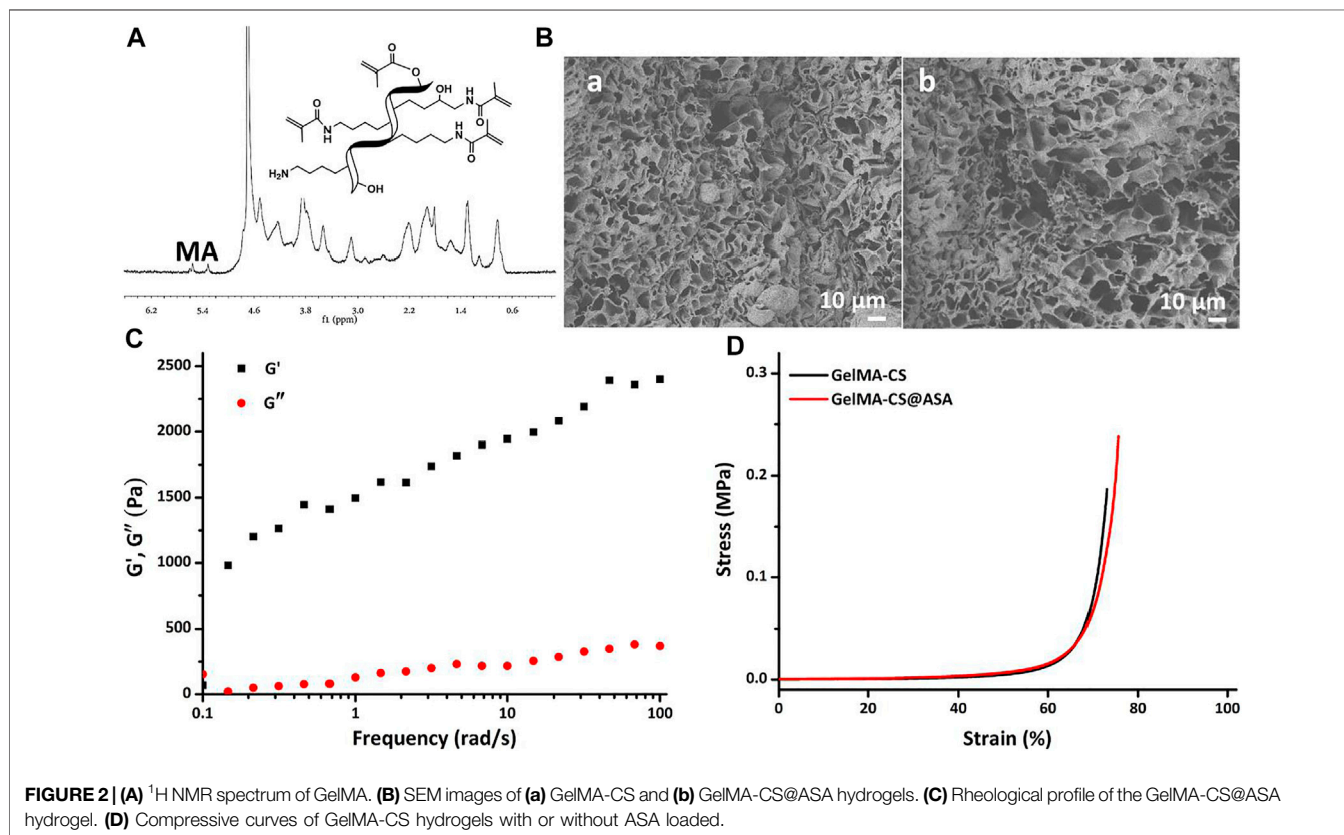 A
O
O
OH
H
N
O
O
N
H
H
N
O
H₂N
OH
MA
6.2 5.4 4.6 3.8 3.0 2.2 1.4 0.6
f1 (ppm)
B
a
10 µm
b
10 µm
C
G'
G″
2500
2000
1500
1000
500
0
G', G″ (Pa)
0.1 1 10 100
Frequency (rad/s)
D
GelMA-CS
GelMA-CS@ASA
0.3
0.2
0.1
0.0
Stress (MPa)
0 20 40 60 80 100
Strain (%)
FIGURE 2 | (A) ¹H NMR spectrum of GelMA. (B) SEM images of (a) GelMA-CS and (b) GelMA-CS@ASA hydrogels. (C) Rheological profile of the GelMA-CS@ASA
hydrogel. (D) Compressive curves of GelMA-CS hydrogels with or without ASA loaded.